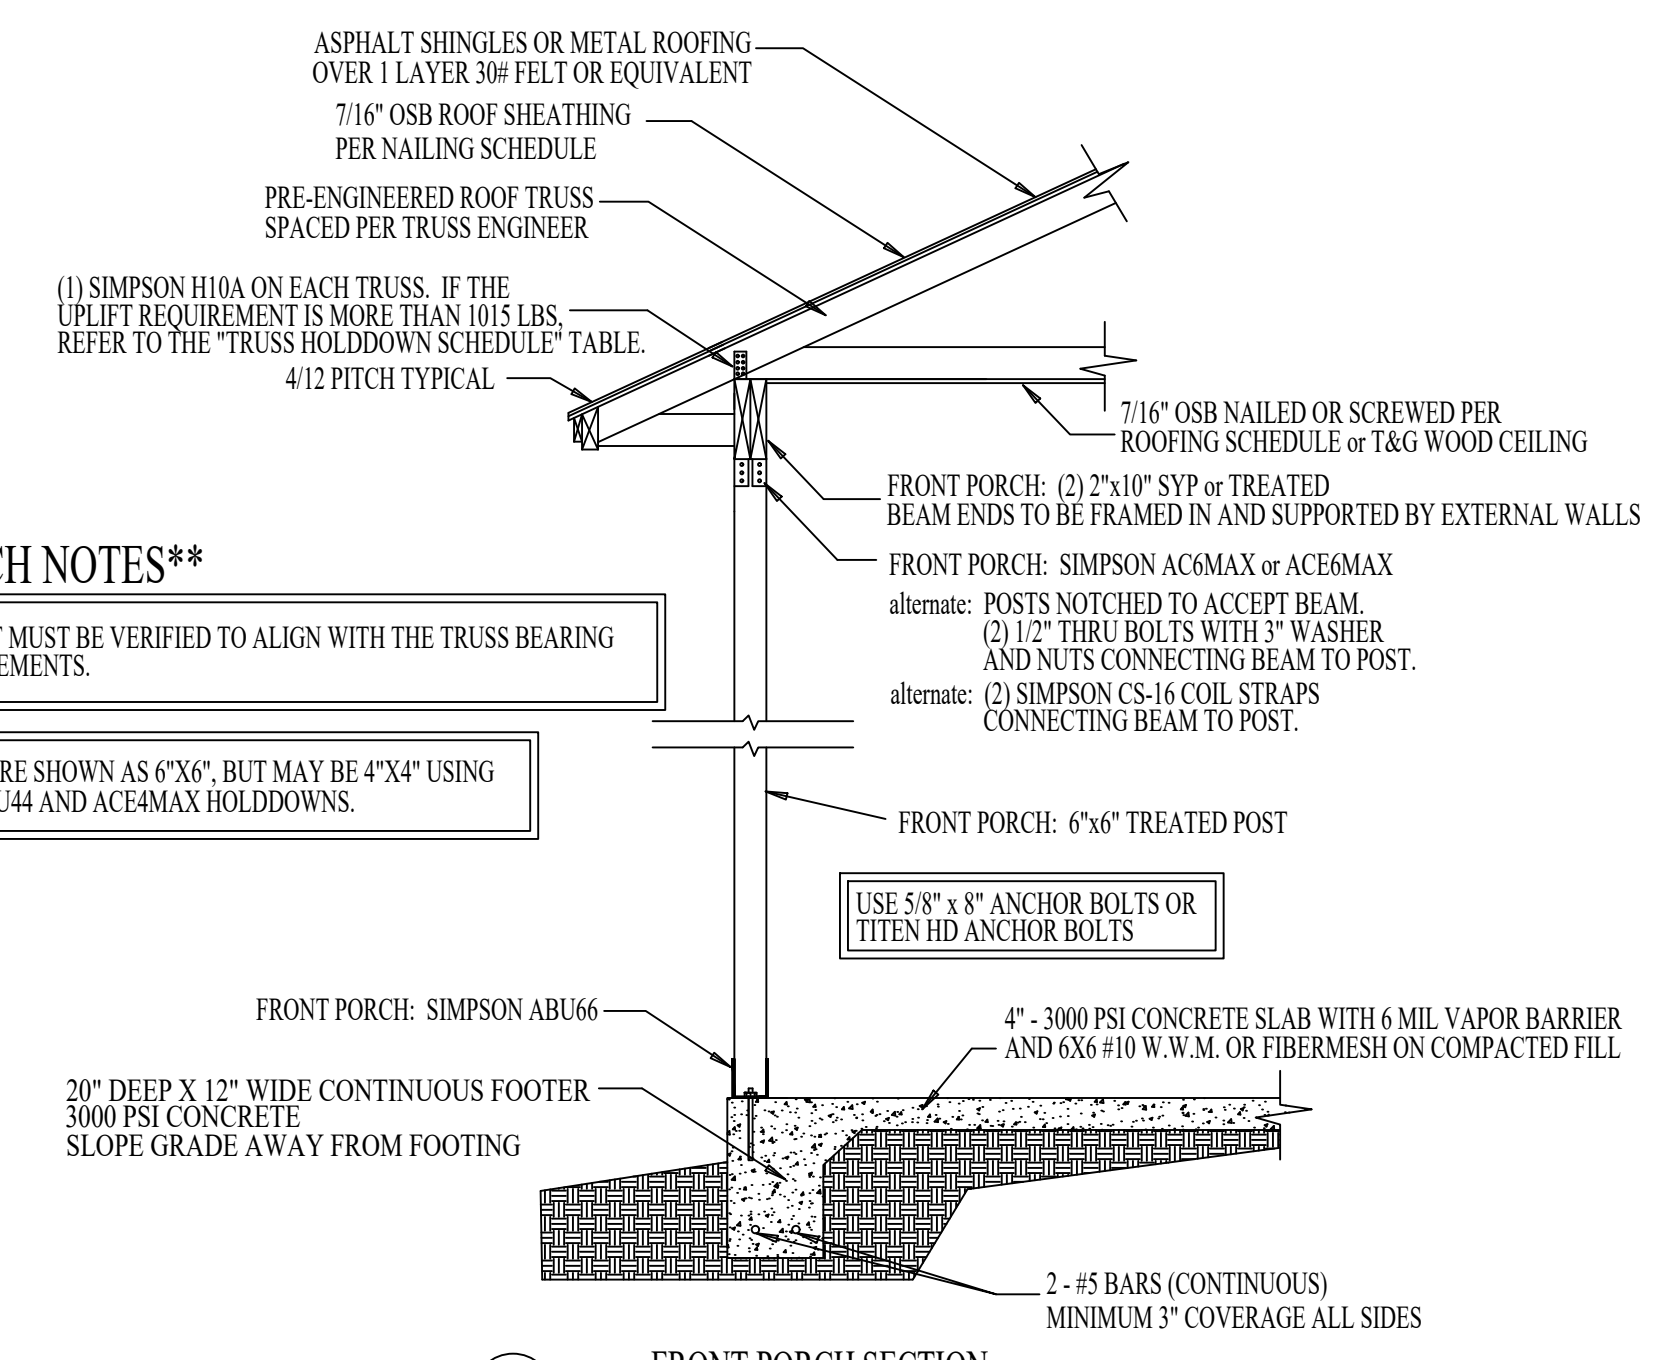 ASPHALT SHINGLES OR METAL ROOFING
OVER 1 LAYER 30# FELT OR EQUIVALENT
7/16" OSB ROOF SHEATHING
PER NAILING SCHEDULE
PRE-ENGINEERED ROOF TRUSS
SPACED PER TRUSS ENGINEER
(1) SIMPSON H10A ON EACH TRUSS. IF THE
UPLIFT REQUIREMENT IS MORE THAN 1015 LBS,
REFER TO THE "TRUSS HOLDDOWN SCHEDULE" TABLE.
4/12 PITCH TYPICAL
7/16" OSB NAILED OR SCREWED PER
ROOFING SCHEDULE or T&G WOOD CEILING
FRONT PORCH: (2) 2"x10" SYP or TREATED
BEAM ENDS TO BE FRAMED IN AND SUPPORTED BY EXTERNAL WALLS
FRONT PORCH: SIMPSON AC6MAX or ACE6MAX
alternate: POSTS NOTCHED TO ACCEPT BEAM.
(2) 1/2" THRU BOLTS WITH 3" WASHER
AND NUTS CONNECTING BEAM TO POST.
alternate: (2) SIMPSON CS-16 COIL STRAPS
CONNECTING BEAM TO POST.
CH NOTES**
MUST BE VERIFIED TO ALIGN WITH THE TRUSS BEARING
EMENTS.
RE SHOWN AS 6"X6", BUT MAY BE 4"X4" USING
U44 AND ACE4MAX HOLDDOWNS.
FRONT PORCH: 6"x6" TREATED POST
USE 5/8" x 8" ANCHOR BOLTS OR
TITEN HD ANCHOR BOLTS
FRONT PORCH: SIMPSON ABU66
4" - 3000 PSI CONCRETE SLAB WITH 6 MIL VAPOR BARRIER
AND 6X6 #10 W.W.M. OR FIBERMESH ON COMPACTED FILL
20" DEEP X 12" WIDE CONTINUOUS FOOTER
3000 PSI CONCRETE
SLOPE GRADE AWAY FROM FOOTING
2 - #5 BARS (CONTINUOUS)
MINIMUM 3" COVERAGE ALL SIDES
FRONT PORCH SECTION